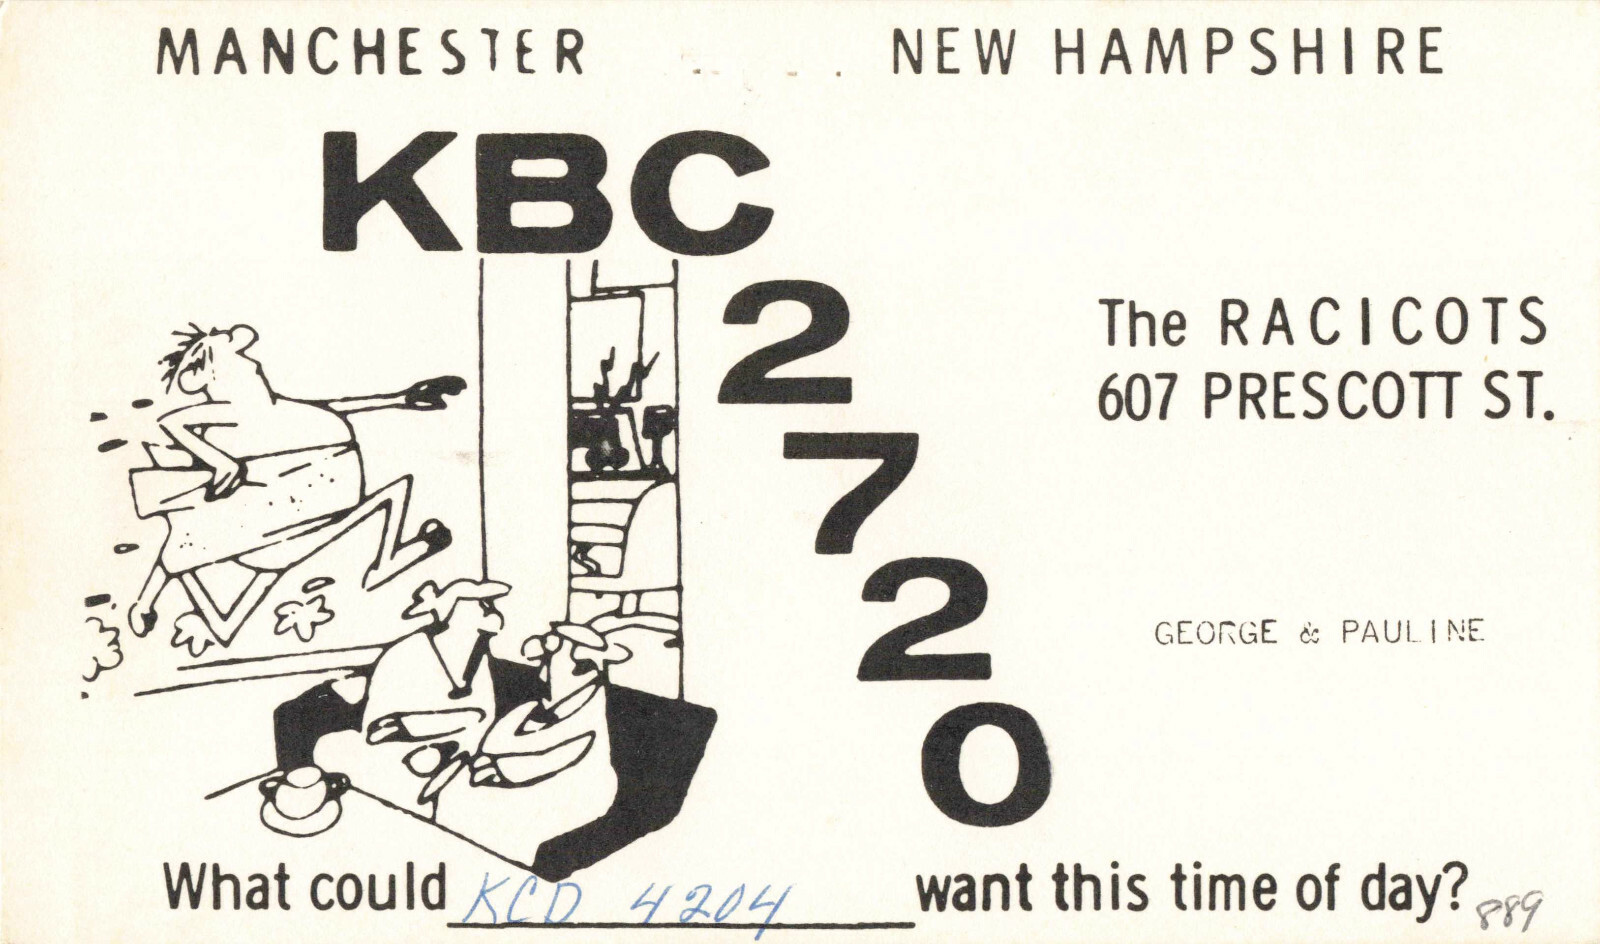 MANCHESTER NEW HAMPSHIRE
KBC
2
7
2
0
The RACICOTS
607 PRESCOTT ST.
GEORGE & PAULINE
What could KCD 4204 want this time of day?
889